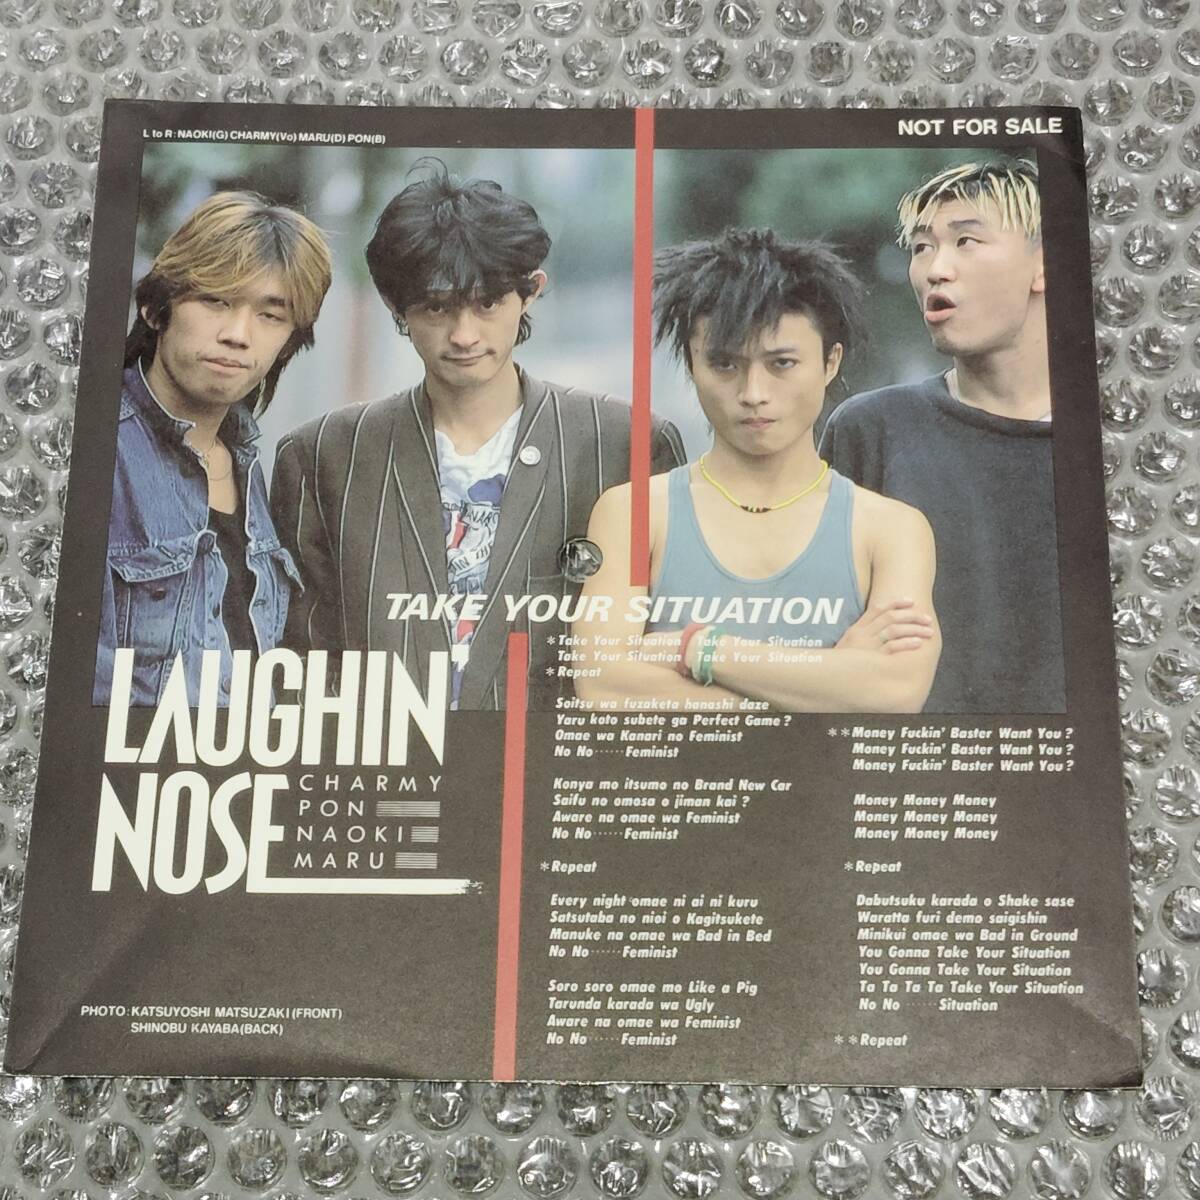 L to R: NAOKI(G) CHARMY(Vo) MARU(D) PON(B)
NOT FOR SALE
TAKE YOUR SITUATION
LAUGHIN'
NOSE
CHARMY
PON
NAOKI
MARU
PHOTO: KATSUYOSHI MATSUZAKI (FRONT)
SHINOBU KAYABA (BACK)
*Take Your Situation Take Your Situation
Take Your Situation Take Your Situation
*Repeat
Soitsu wa fuzaketa hanashi daze
Yaru koto subete ga Perfect Game?
Omae wa Kanari no Feminist
No No……Feminist
Konya mo itsumo no Brand New Car
Saifu no omosa o jiman kai?
Aware na omae wa Feminist
No No……Feminist
*Repeat
Every night omae ni ai ni kuru
Satsutaba no nioi o Kagitsukete
Manuke na omae wa Bad in Bed
No No……Feminist
Soro soro omae mo Like a Pig
Tarunda karada wa Ugly
Aware na omae wa Feminist
No No……Feminist
**Money Fuckin' Baster Want You?
Money Fuckin' Baster Want You?
Money Fuckin' Baster Want You?
Money Money Money
Money Money Money
Money Money Money
*Repeat
Dabutsuku karada o Shake sase
Waratta furi demo saigishin
Minikui omae wa Bad in Ground
You Gonna Take Your Situation
You Gonna Take Your Situation
Ta Ta Ta Ta Take Your Situation
No No……Situation
**Repeat